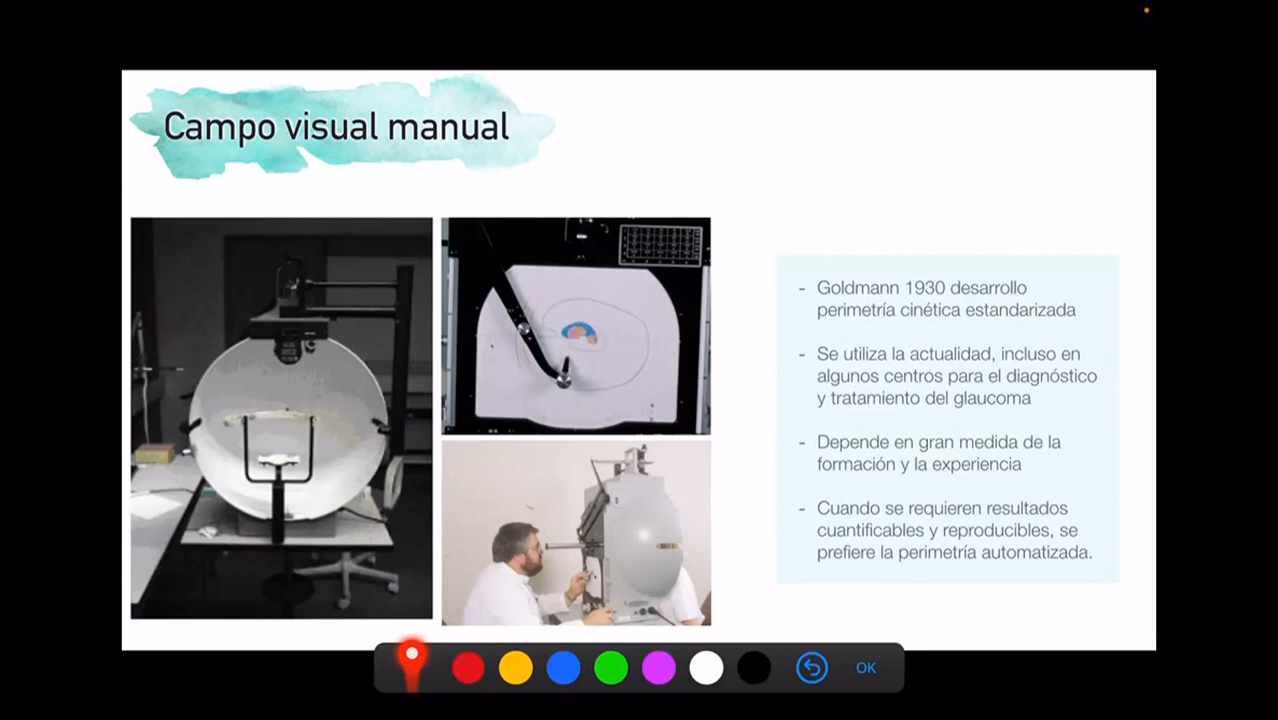 Campo visual manual
- Goldmann 1930 desarrollo
perimetría cinética estandarizada
- Se utiliza la actualidad, incluso en
algunos centros para el diagnóstico
y tratamiento del glaucoma
- Depende en gran medida de la
formación y la experiencia
- Cuando se requieren resultados
cuantificables y reproducibles, se
prefiere la perimetría automatizada.
OK